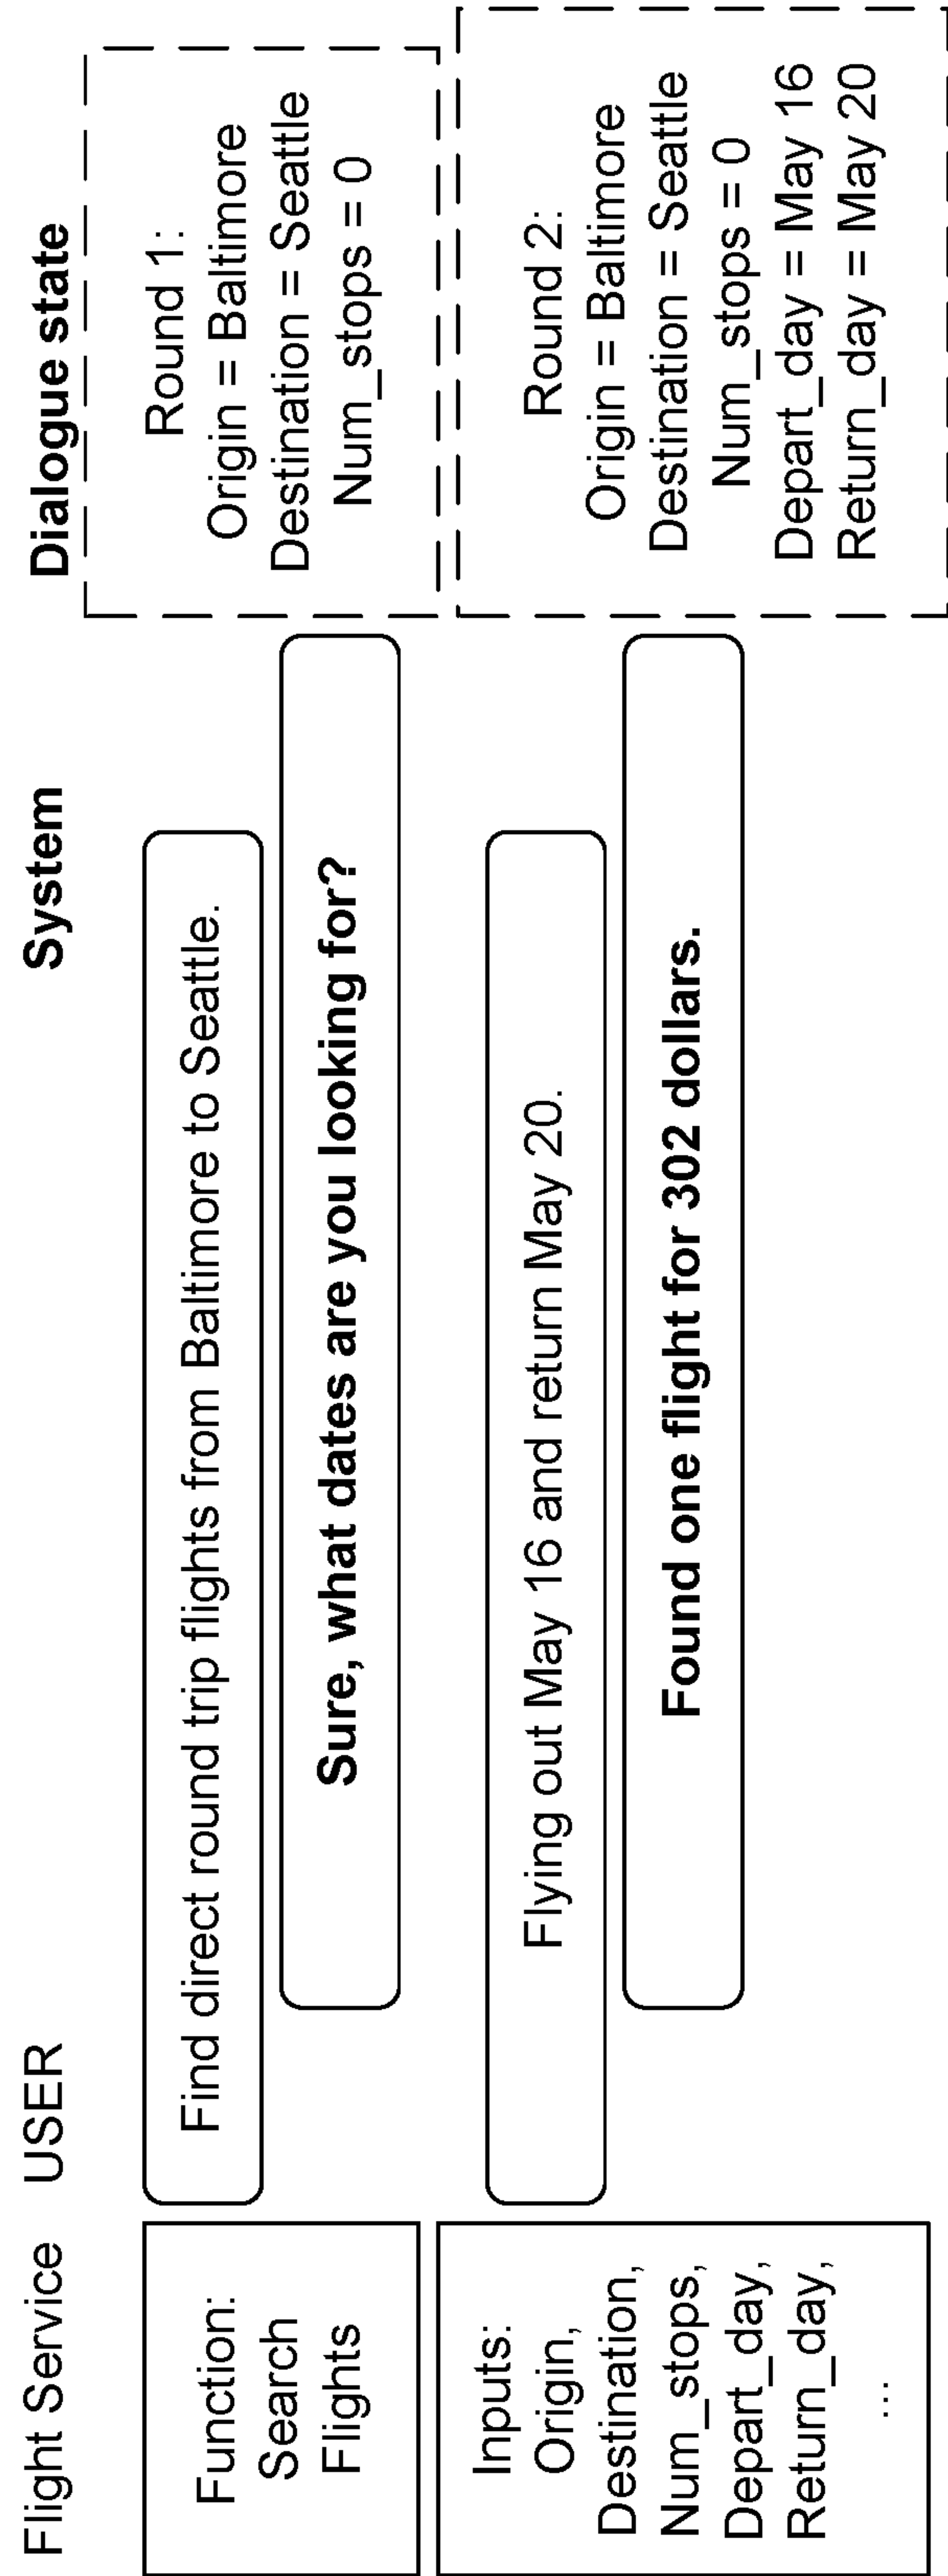 Flight Service
USER
System
Dialogue state
Function:
Search
Flights
Inputs:
Origin,
Destination,
Num_stops,
Depart_day,
Return_day,
...
Find direct round trip flights from Baltimore to Seattle.
Sure, what dates are you looking for?
Flying out May 16 and return May 20.
Found one flight for 302 dollars.
Round 1:
Origin = Baltimore
Destination = Seattle
Num_stops = 0
Round 2:
Origin = Baltimore
Destination = Seattle
Num_stops = 0
Depart_day = May 16
Return_day = May 20